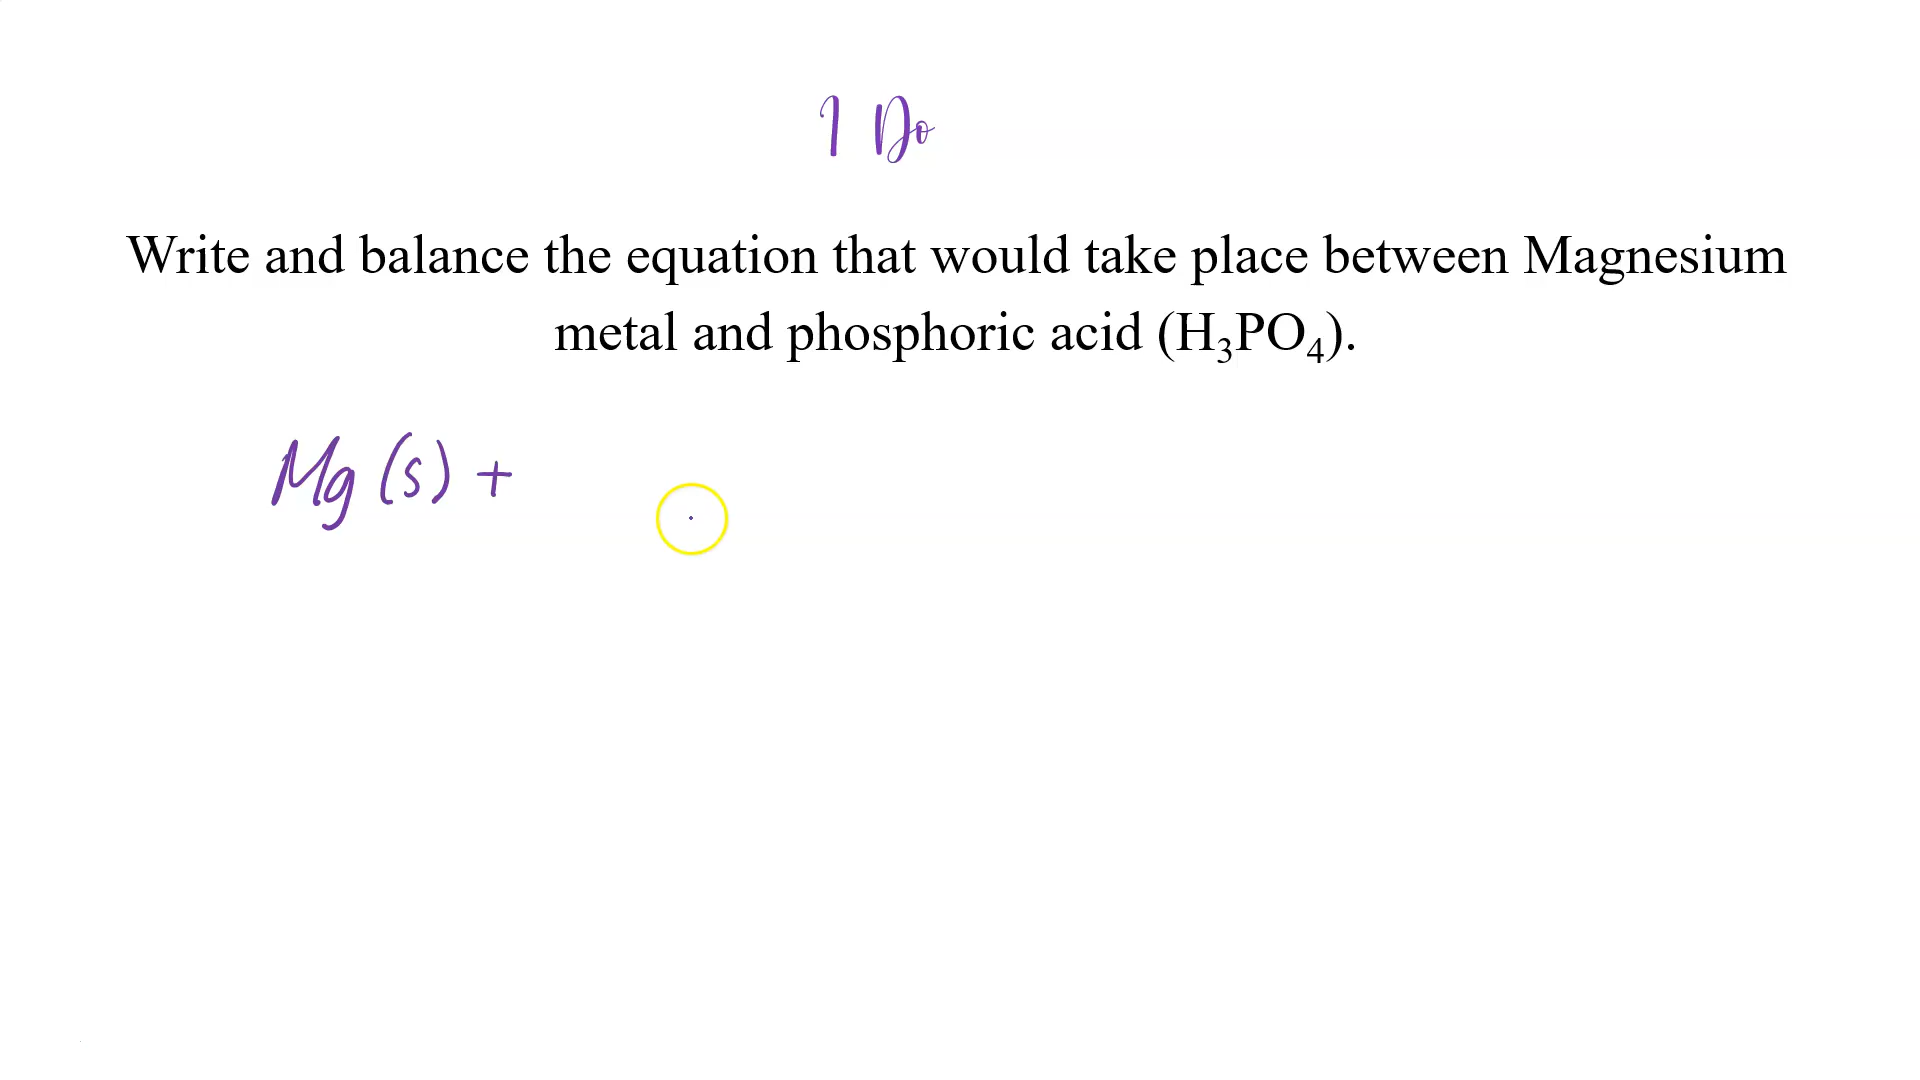 I Do
Write and balance the equation that would take place between Magnesium
metal and phosphoric acid (H₃PO₄).
Mg (s) +